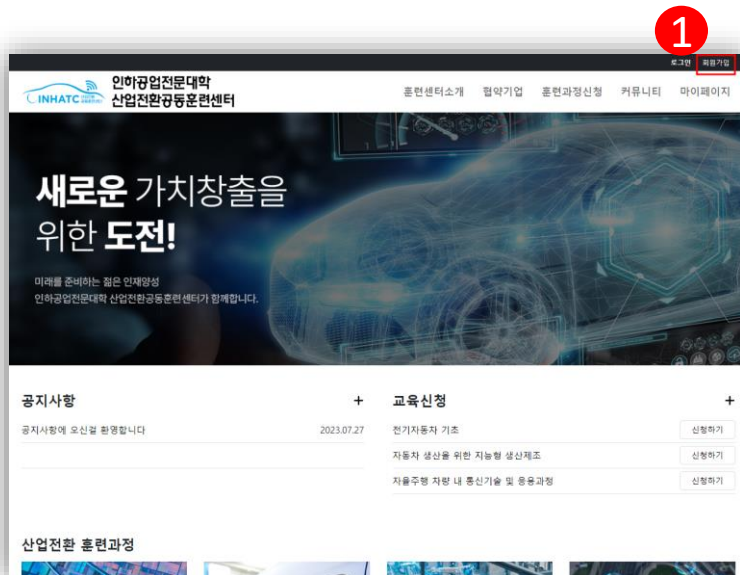 1
로그인 회원가입
INHATC
인하공업전문대학
산업전환공동훈련센터
훈련센터소개 협약기업 훈련과정신청 커뮤니티 마이페이지
새로운 가치창출을
위한 도전!
미래를 준비하는 젊은 인재양성
인하공업전문대학 산업전환공동훈련센터가 함께합니다.
공지사항 +
공지사항에 오신걸 환영합니다 2023.07.27
교육신청 +
전기자동차 기초 신청하기
자동차 생산을 위한 지능형 생산제조 신청하기
자율주행 차량 내 통신기술 및 응용과정 신청하기
산업전환 훈련과정